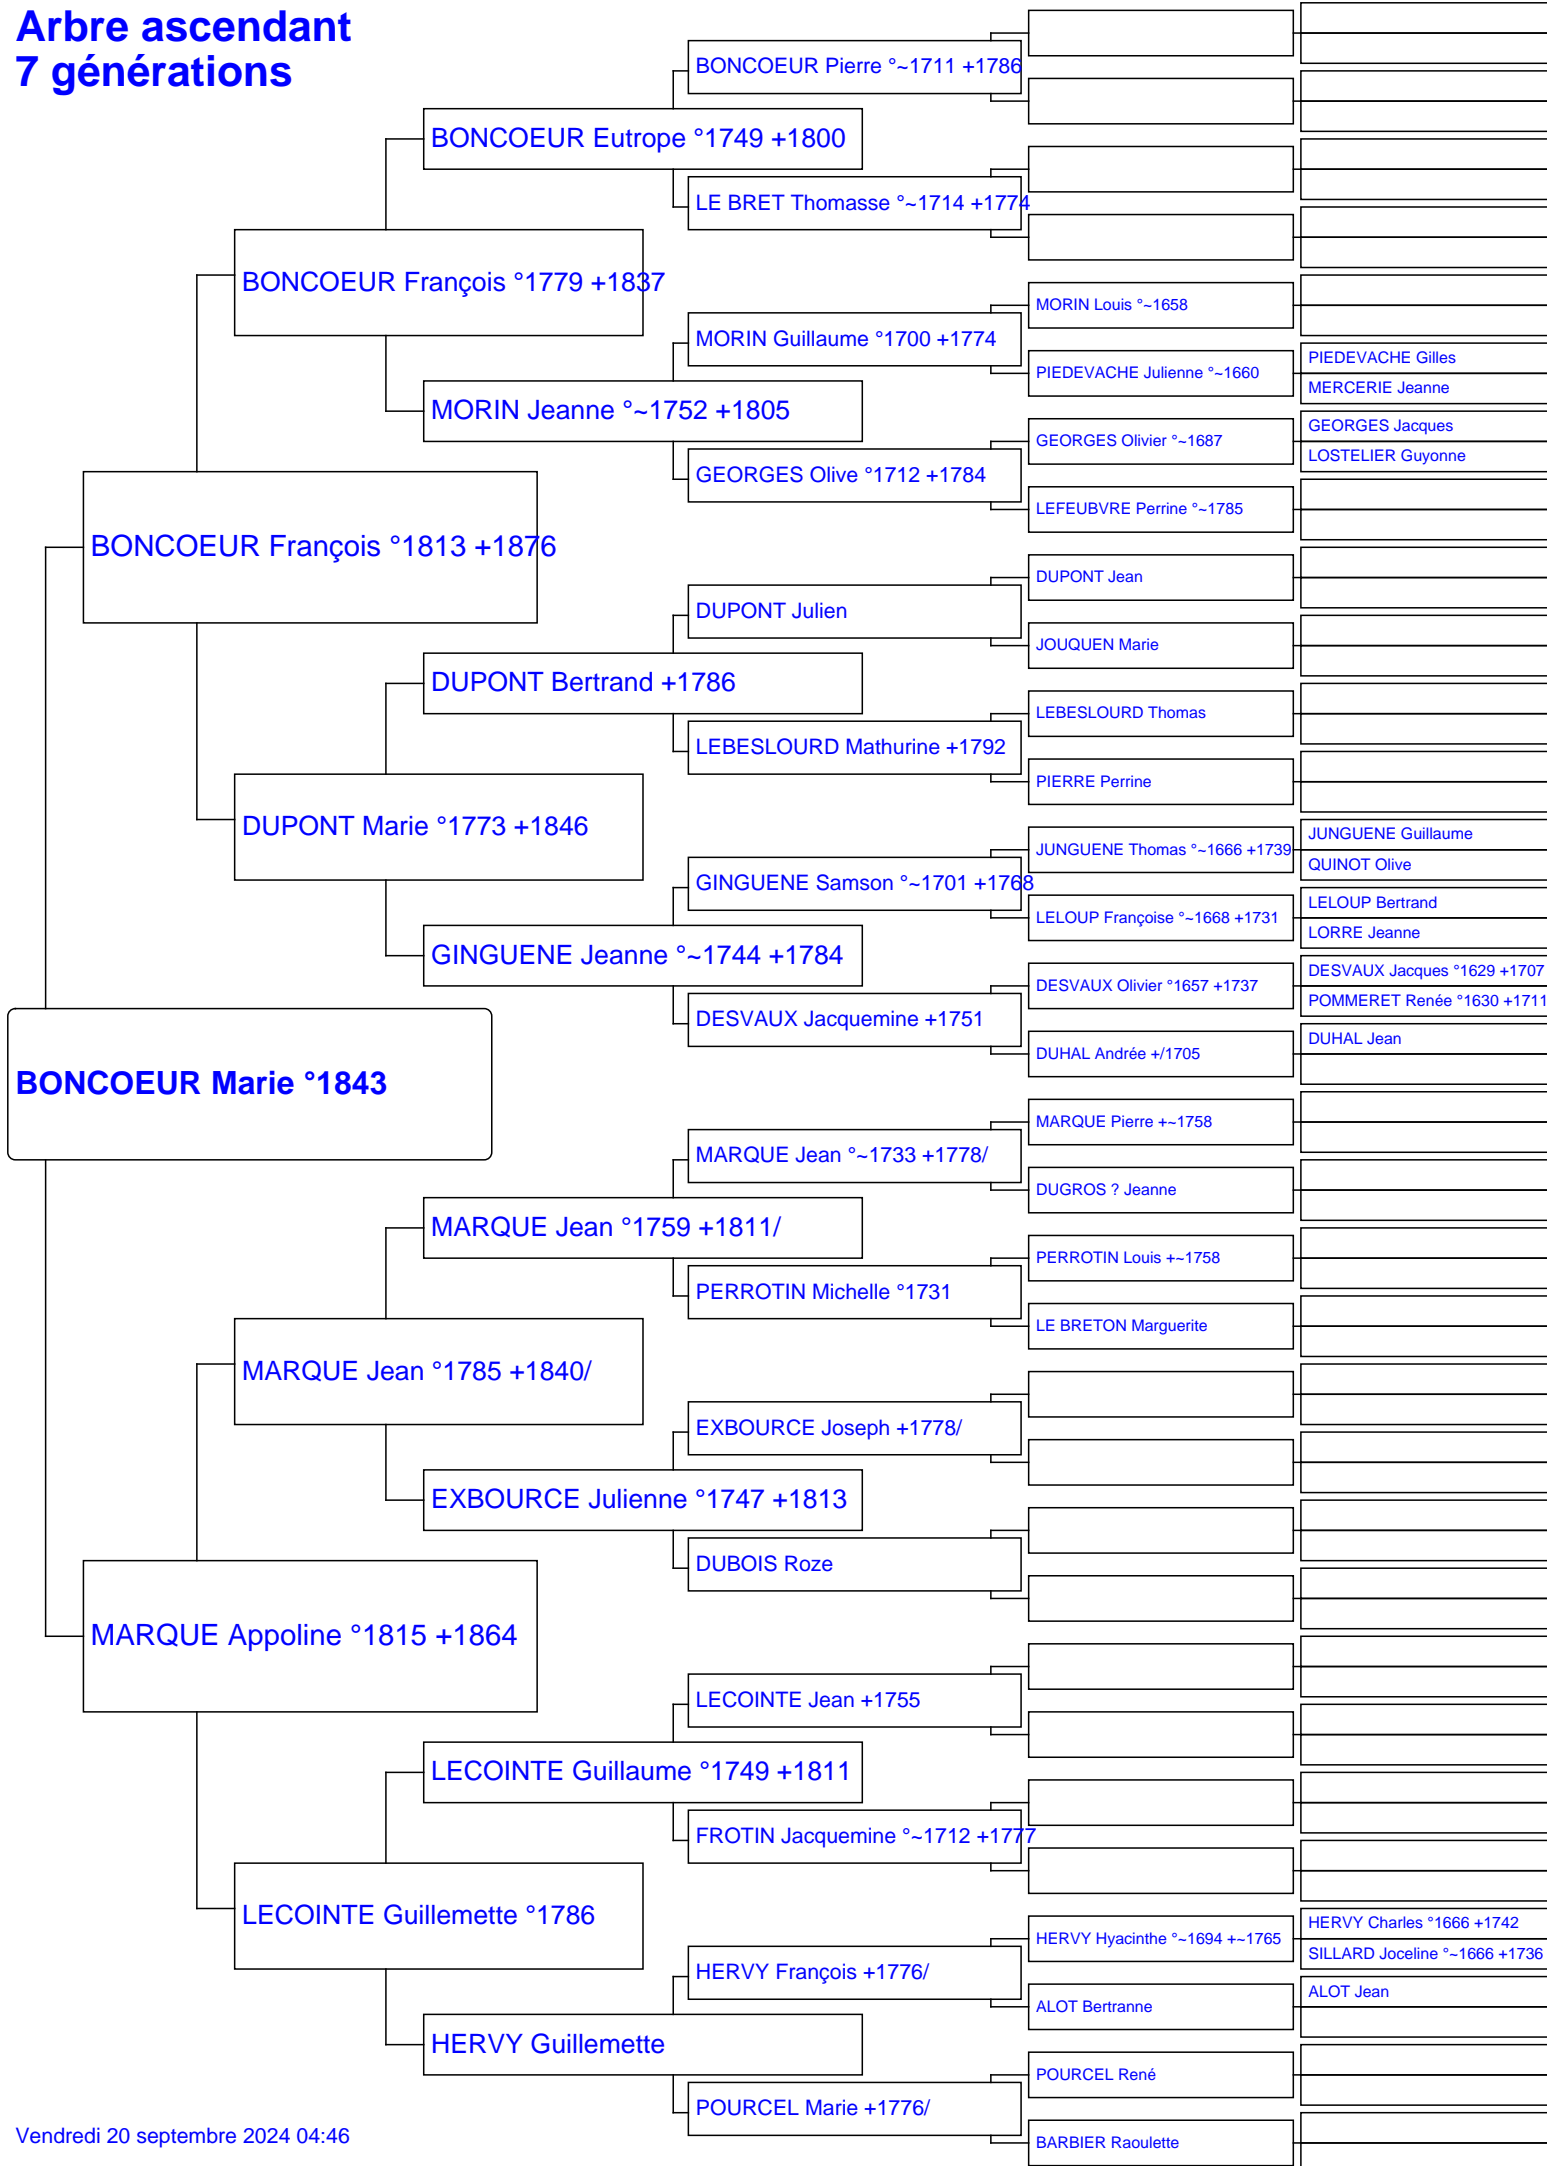 Arbre ascendant
7 générations
BONCOEUR Marie °1843
BONCOEUR François °1813 +1876
MARQUE Appoline °1815 +1864
BONCOEUR François °1779 +1837
DUPONT Marie °1773 +1846
MARQUE Jean °1785 +1840/
LECOINTE Guillemette °1786
BONCOEUR Eutrope °1749 +1800
MORIN Jeanne °~1752 +1805
DUPONT Bertrand +1786
GINGUENE Jeanne °~1744 +1784
MARQUE Jean °1759 +1811/
EXBOURCE Julienne °1747 +1813
LECOINTE Guillaume °1749 +1811
HERVY Guillemette
BONCOEUR Pierre °~1711 +1786
LE BRET Thomasse °~1714 +1774
MORIN Guillaume °1700 +1774
GEORGES Olive °1712 +1784
DUPONT Julien
LEBESLOURD Mathurine +1792
GINGUENE Samson °~1701 +1768
DESVAUX Jacquemine +1751
MARQUE Jean °~1733 +1778/
PERROTIN Michelle °1731
EXBOURCE Joseph +1778/
DUBOIS Roze
LECOINTE Jean +1755
FROTIN Jacquemine °~1712 +1777
HERVY François +1776/
POURCEL Marie +1776/
MORIN Louis °~1658
PIEDEVACHE Julienne °~1660
GEORGES Olivier °~1687
LEFEUBVRE Perrine °~1785
DUPONT Jean
JOUQUEN Marie
LEBESLOURD Thomas
PIERRE Perrine
JUNGUENE Thomas °~1666 +1739
LELOUP Françoise °~1668 +1731
DESVAUX Olivier °1657 +1737
DUHAL Andrée +/1705
MARQUE Pierre +~1758
DUGROS ? Jeanne
PERROTIN Louis +~1758
LE BRETON Marguerite
HERVY Hyacinthe °~1694 +~1765
ALOT Bertranne
POURCEL René
BARBIER Raoulette
PIEDEVACHE Gilles
MERCERIE Jeanne
GEORGES Jacques
LOSTELIER Guyonne
JUNGUENE Guillaume
QUINOT Olive
LELOUP Bertrand
LORRE Jeanne
DESVAUX Jacques °1629 +1707
POMMERET Renée °1630 +1711
DUHAL Jean
HERVY Charles °1666 +1742
SILLARD Joceline °~1666 +1736
ALOT Jean
Vendredi 20 septembre 2024 04:46